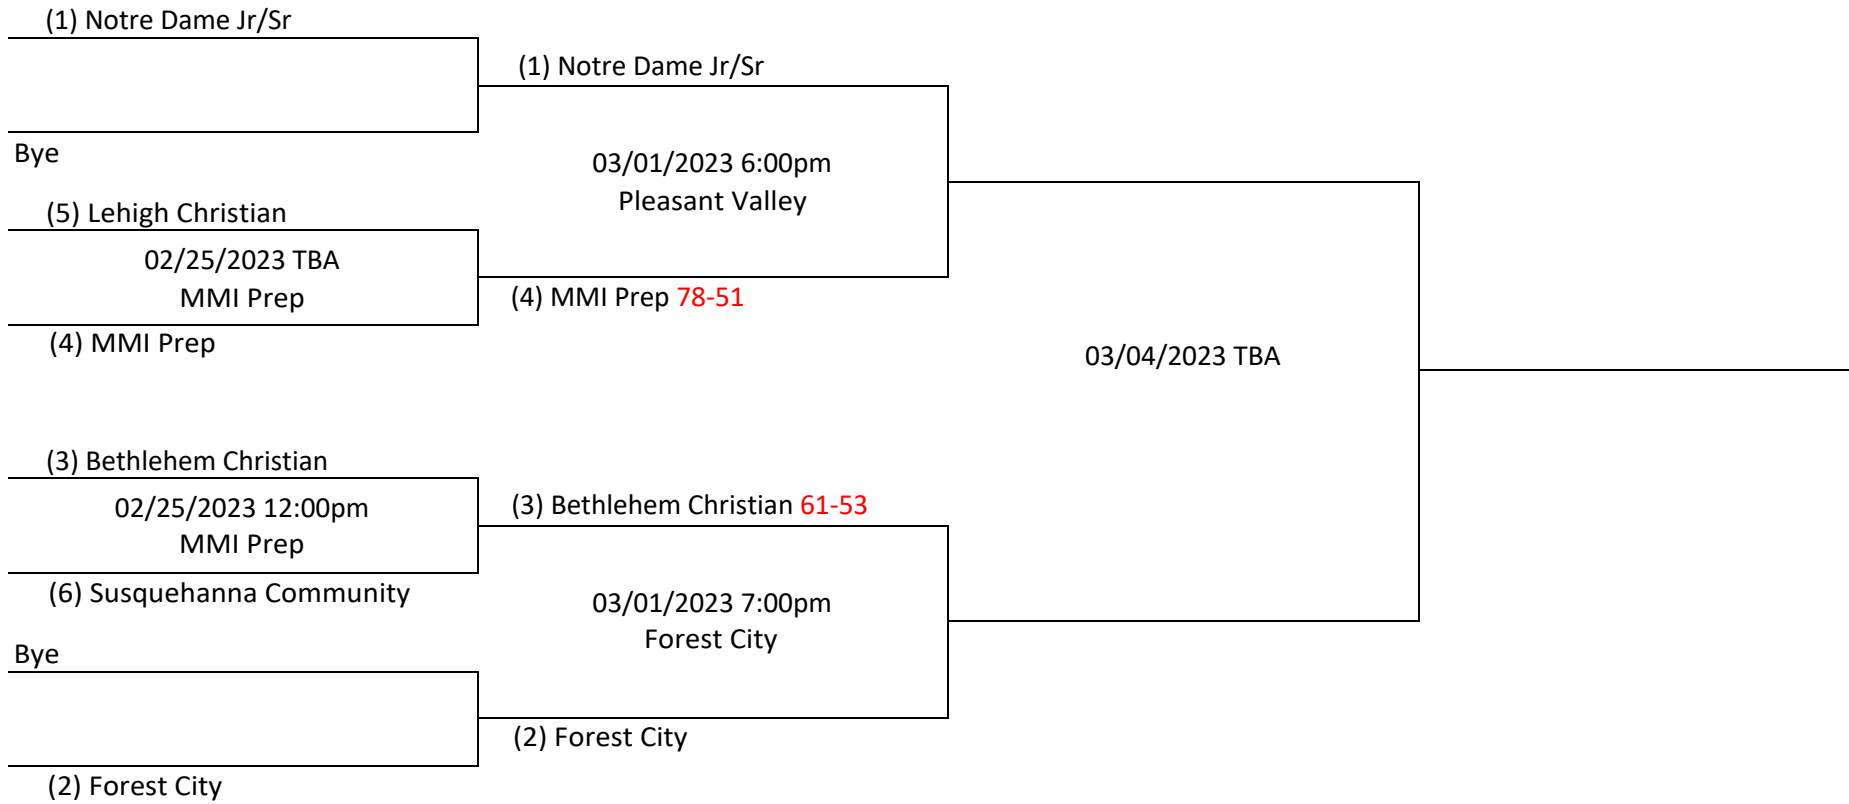 (1) Notre Dame Jr/Sr
(1) Notre Dame Jr/Sr
Bye
03/01/2023 6:00pm
Pleasant Valley
(5) Lehigh Christian
02/25/2023 TBA
MMI Prep
(4) MMI Prep 78-51
(4) MMI Prep
03/04/2023 TBA
(3) Bethlehem Christian
02/25/2023 12:00pm
MMI Prep
(3) Bethlehem Christian 61-53
(6) Susquehanna Community
03/01/2023 7:00pm
Forest City
Bye
(2) Forest City
(2) Forest City